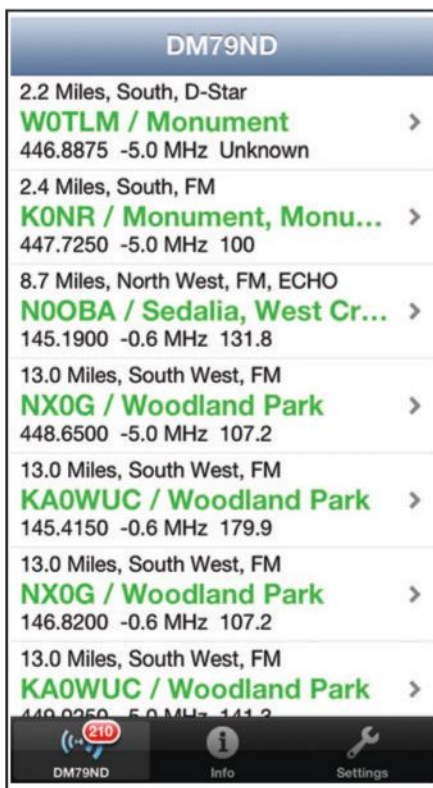 DM79ND
2.2 Miles, South, D-Star
W0TLM / Monument
446.8875 -5.0 MHz Unknown
2.4 Miles, South, FM
K0NR / Monument, Monu...
447.7250 -5.0 MHz 100
8.7 Miles, North West, FM, ECHO
N0OBA / Sedalia, West Cr...
145.1900 -0.6 MHz 131.8
13.0 Miles, South West, FM
NX0G / Woodland Park
448.6500 -5.0 MHz 107.2
13.0 Miles, South West, FM
KA0WUC / Woodland Park
145.4150 -0.6 MHz 179.9
13.0 Miles, South West, FM
NX0G / Woodland Park
146.8200 -0.6 MHz 107.2
13.0 Miles, South West, FM
KA0WUC / Woodland Park
MHz
210
DM79ND Info Settings